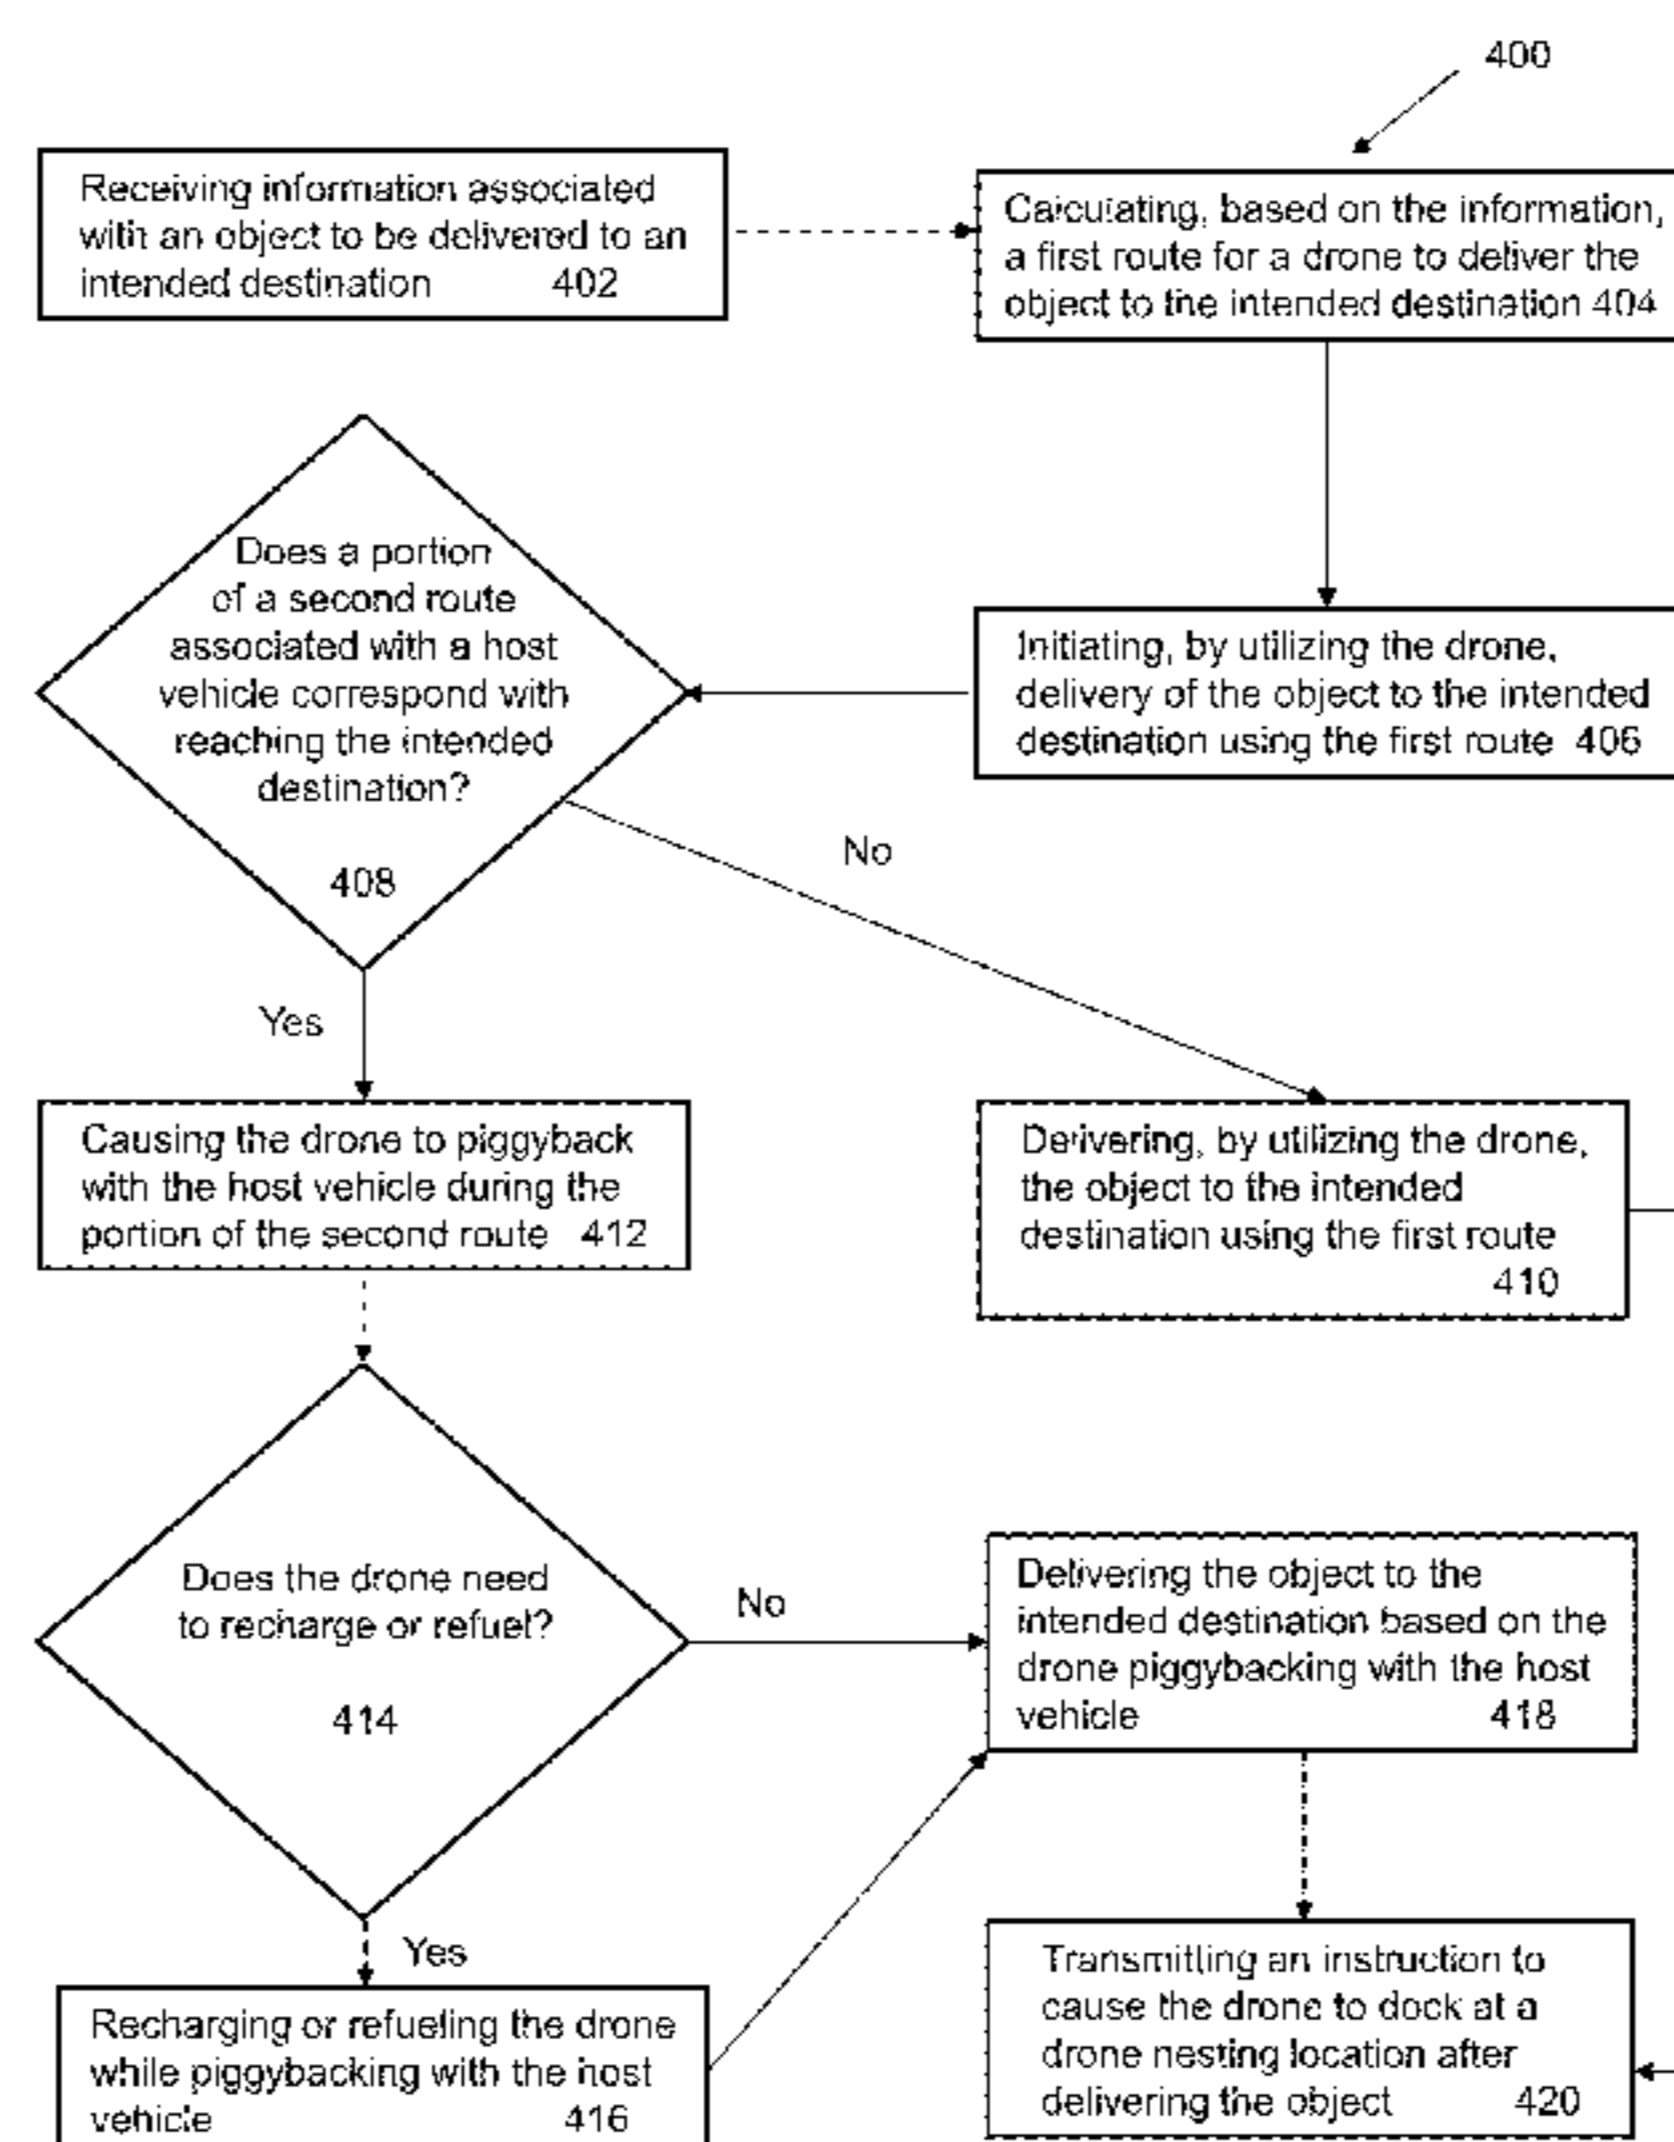 400
Receiving information associated
with an object to be delivered to an
intended destination 402
Calculating, based on the information,
a first route for a drone to deliver the
object to the intended destination 404
Initiating, by utilizing the drone,
delivery of the object to the intended
destination using the first route 406
Does a portion
of a second route
associated with a host
vehicle correspond with
reaching the intended
destination?
408
No
Yes
Causing the drone to piggyback
with the host vehicle during the
portion of the second route 412
Delivering, by utilizing the drone,
the object to the intended
destination using the first route
410
Does the drone need
to recharge or refuel?
414
No
Delivering the object to the
intended destination based on the
drone piggybacking with the host
vehicle 418
Yes
Recharging or refueling the drone
while piggybacking with the host
vehicle 416
Transmitting an instruction to
cause the drone to dock at a
drone nesting location after
delivering the object 420